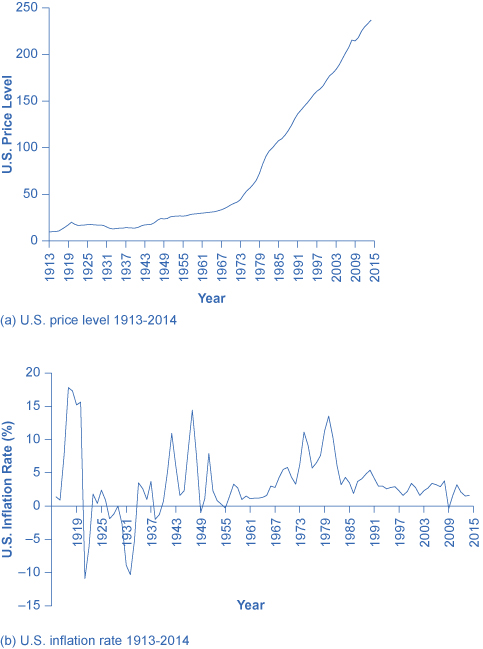 250
200
150
100
50
0
U.S. Price Level
1913 1919 1925 1931 1937 1943 1949 1955 1961 1967 1973 1979 1985 1991 1997 2003 2009 2015
Year
(a) U.S. price level 1913-2014
20
15
10
5
0
–5
–10
–15
U.S. Inflation Rate (%)
1919 1925 1931 1937 1943 1949 1955 1961 1967 1973 1979 1985 1991 1997 2003 2009 2015
Year
(b) U.S. inflation rate 1913-2014